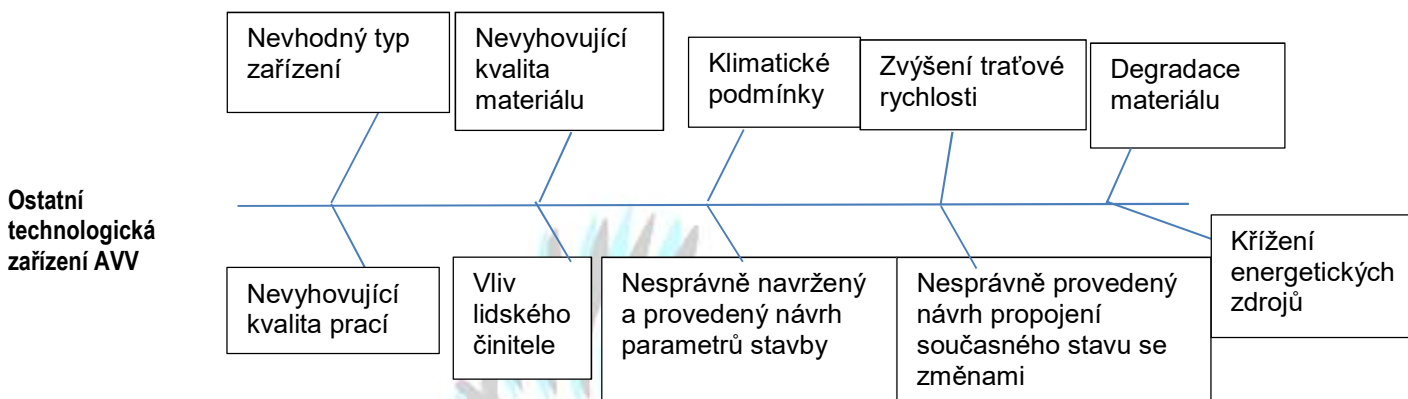 Nevhodný typ
zařízení
Nevyhovující
kvalita
materiálu
Klimatické
podmínky
Zvýšení traťové
rychlosti
Degradace
materiálu
Ostatní
technologická
zařízení AVV
Nevyhovující
kvalita prací
Vliv
lidského
činitele
Nesprávně navržený
a provedený návrh
parametrů stavby
Nesprávně provedený
návrh propojení
současného stavu se
změnami
Křížení
energetických
zdrojů